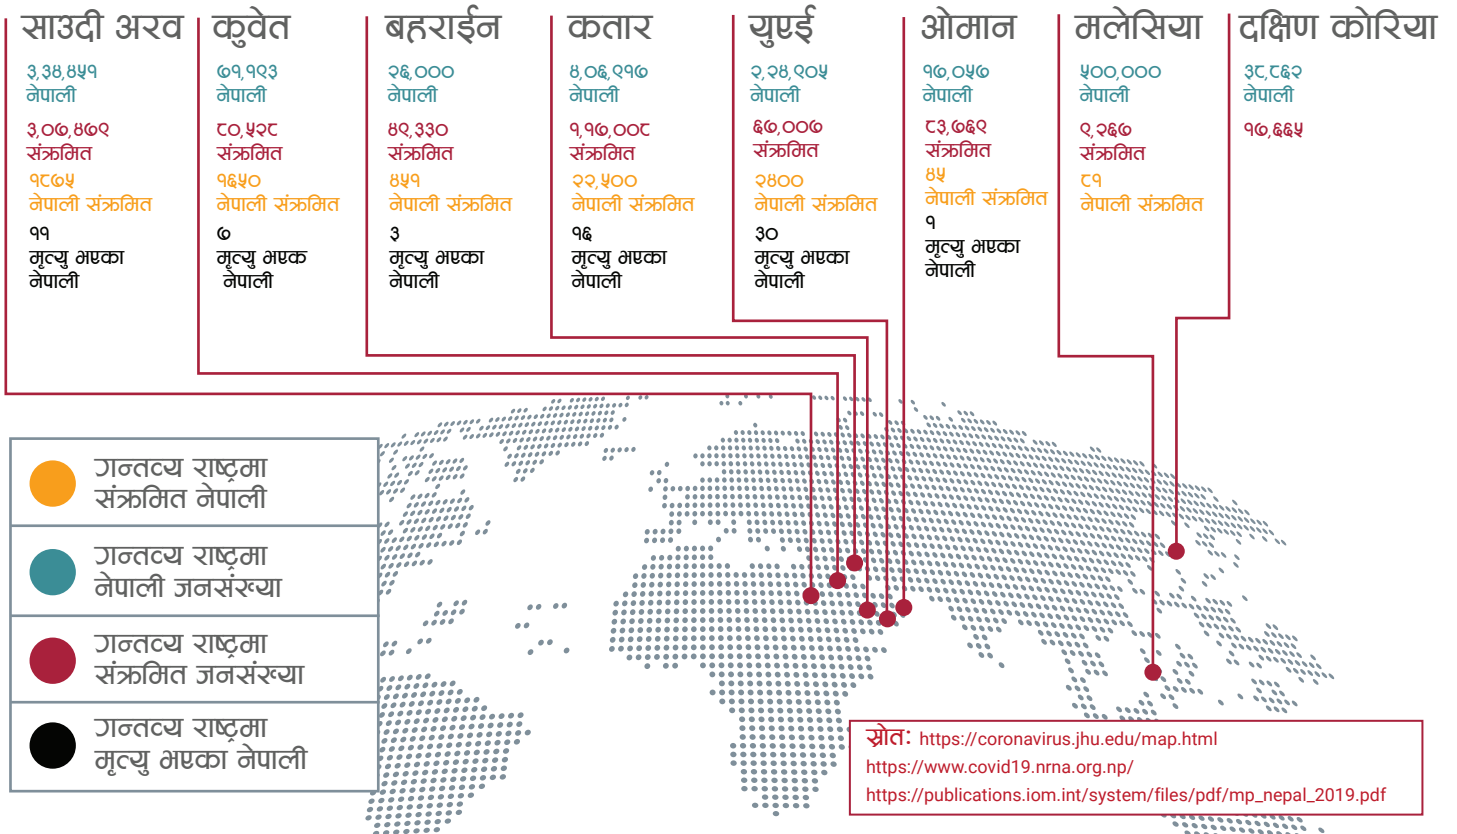 साउदी अरव
३,३४,४५१
नेपाली
३,०७,४७९
संक्रमित
१८७५
नेपाली संक्रमित
११
मृत्यु भएका
नेपाली
कुवेत
७१,१९३
नेपाली
८०,५२८
संक्रमित
१६५०
नेपाली संक्रमित
७
मृत्यु भएक
नेपाली
बहराईन
२६,०००
नेपाली
४९,३३०
संक्रमित
४५१
नेपाली संक्रमित
३
मृत्यु भएका
नेपाली
कतार
४,०६,९१७
नेपाली
१,१७,००८
संक्रमित
२२,५००
नेपाली संक्रमित
१६
मृत्यु भएका
नेपाली
युएई
२,२४,९०५
नेपाली
६७,००७
संक्रमित
२४००
नेपाली संक्रमित
३०
मृत्यु भएका
नेपाली
ओमान
१७,०५७
नेपाली
८३,७६९
संक्रमित
४५
नेपाली संक्रमित
१
मृत्यु भएका
नेपाली
मलेसिया
५००,०००
नेपाली
९,२६७
संक्रमित
८१
नेपाली संक्रमित
दक्षिण कोरिया
३८,८६२
नेपाली
१७,६६५
गन्तव्य राष्ट्रमा
संक्रमित नेपाली
गन्तव्य राष्ट्रमा
नेपाली जनसंख्या
गन्तव्य राष्ट्रमा
संक्रमित जनसंख्या
गन्तव्य राष्ट्रमा
मृत्यु भएका नेपाली
स्रोत: https://coronavirus.jhu.edu/map.html
https://www.covid19.nrna.org.np/
https://publications.iom.int/system/files/pdf/mp_nepal_2019.pdf